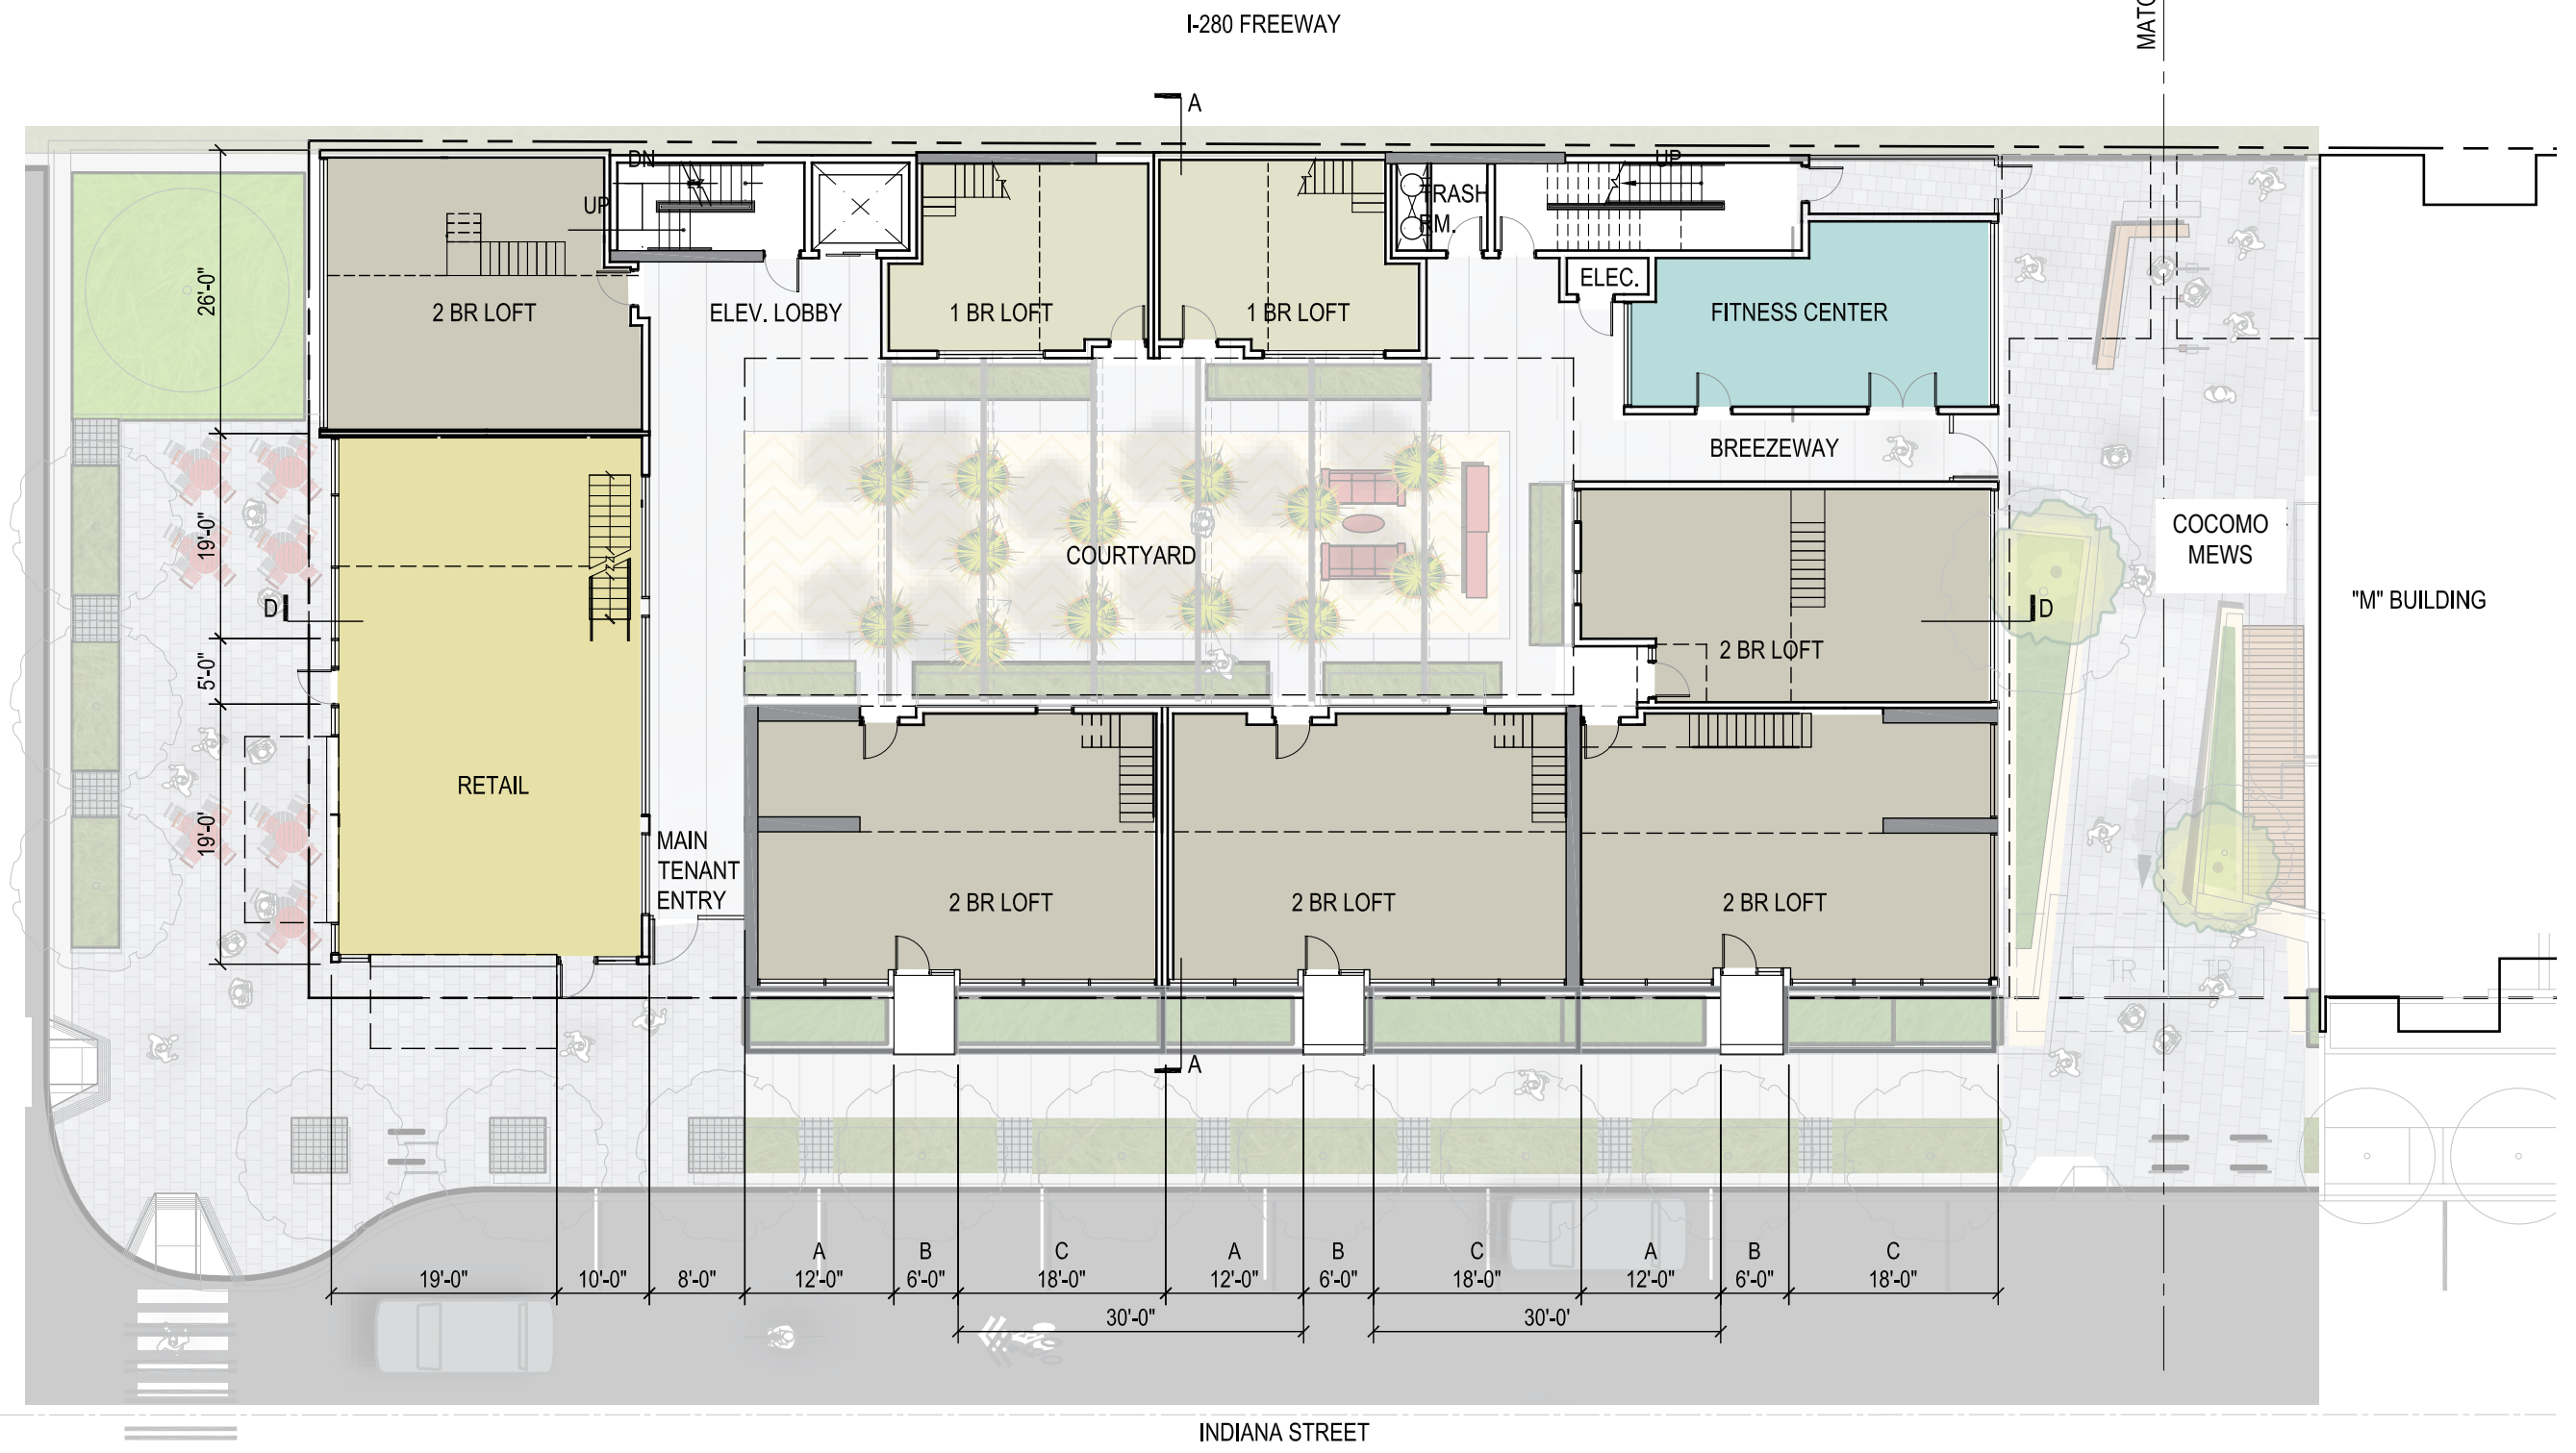 I-280 FREEWAY
A
DN
UP
UP
TRASH
RM.
26'-0"
2 BR LOFT
ELEV. LOBBY
1 BR LOFT
1 BR LOFT
ELEC.
FITNESS CENTER
BREEZEWAY
19'-0"
COURTYARD
COCOMO
MEWS
D
D
"M" BUILDING
2 BR LOFT
5'-0"
RETAIL
19'-0'
MAIN
TENANT
ENTRY
2 BR LOFT
2 BR LOFT
2 BR LOFT
TR
TR
A
A
B
C
A
B
C
A
B
C
19'-0"
10'-0"
8'-0"
12'-0"
6'-0"
18'-0"
12'-0"
6'-0"
18'-0"
12'-0"
6'-0"
18'-0"
30'-0"
30'-0'
INDIANA STREET